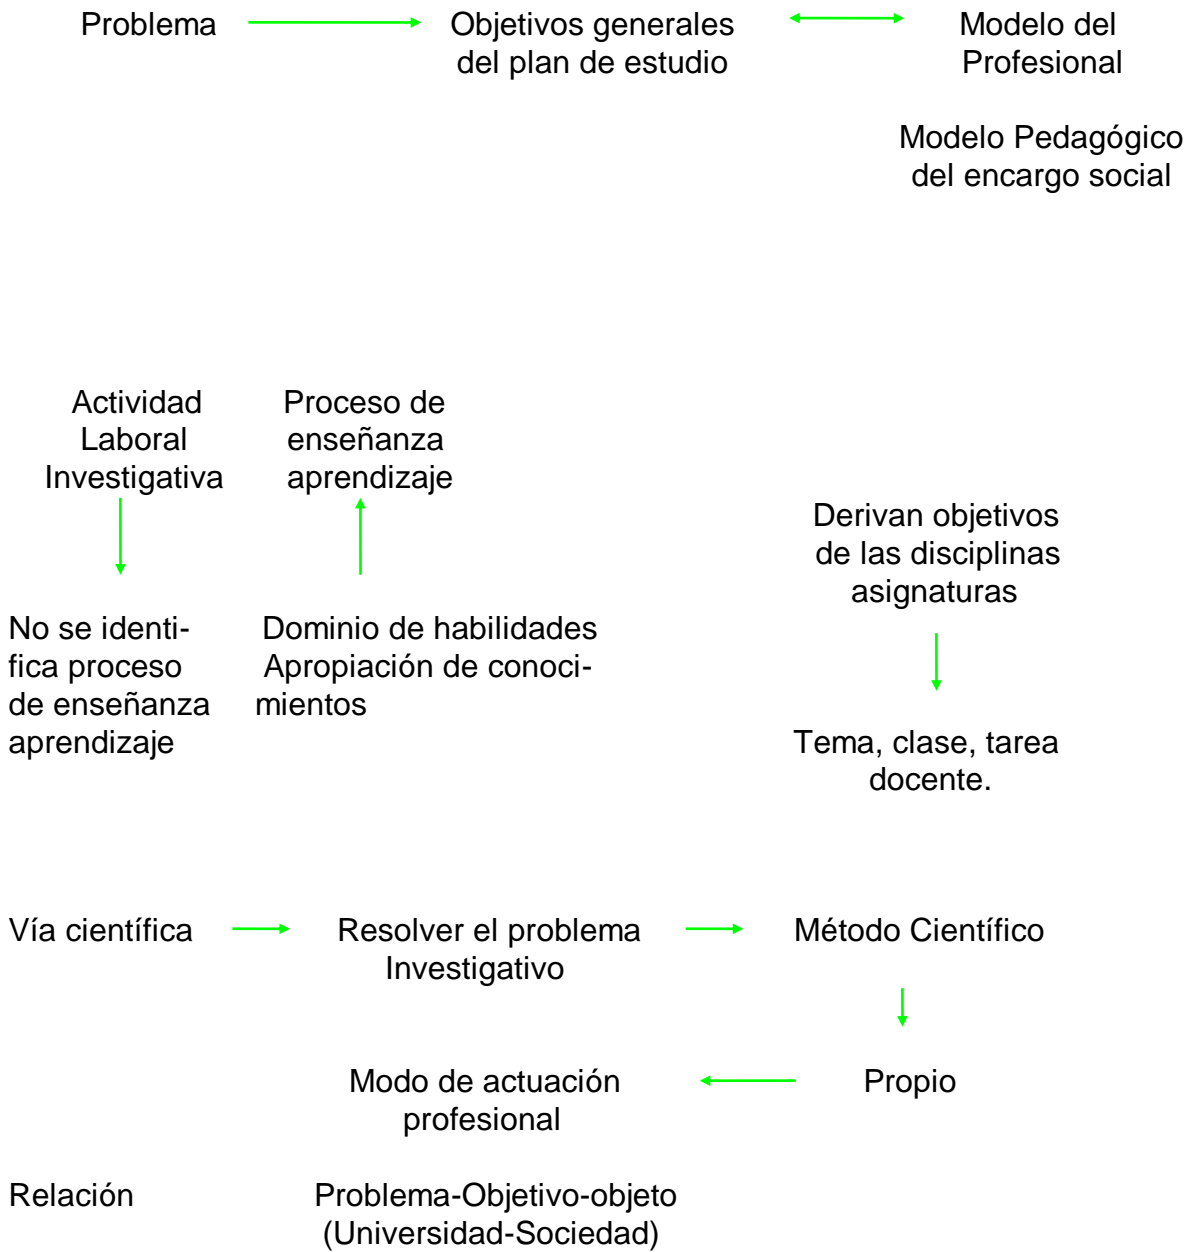 Problema
Objetivos generales
del plan de estudio
Modelo del
Profesional
Modelo Pedagógico
del encargo social
Actividad
Laboral
Investigativa
Proceso de
enseñanza
aprendizaje
Derivan objetivos
de las disciplinas
asignaturas
No se identi-
fica proceso
de enseñanza
aprendizaje
Dominio de habilidades
Apropiación de conoci-
mientos
Tema, clase, tarea
docente.
Vía científica
Resolver el problema
Investigativo
Método Científico
Propio
Modo de actuación
profesional
Relación
Problema-Objetivo-objeto
(Universidad-Sociedad)